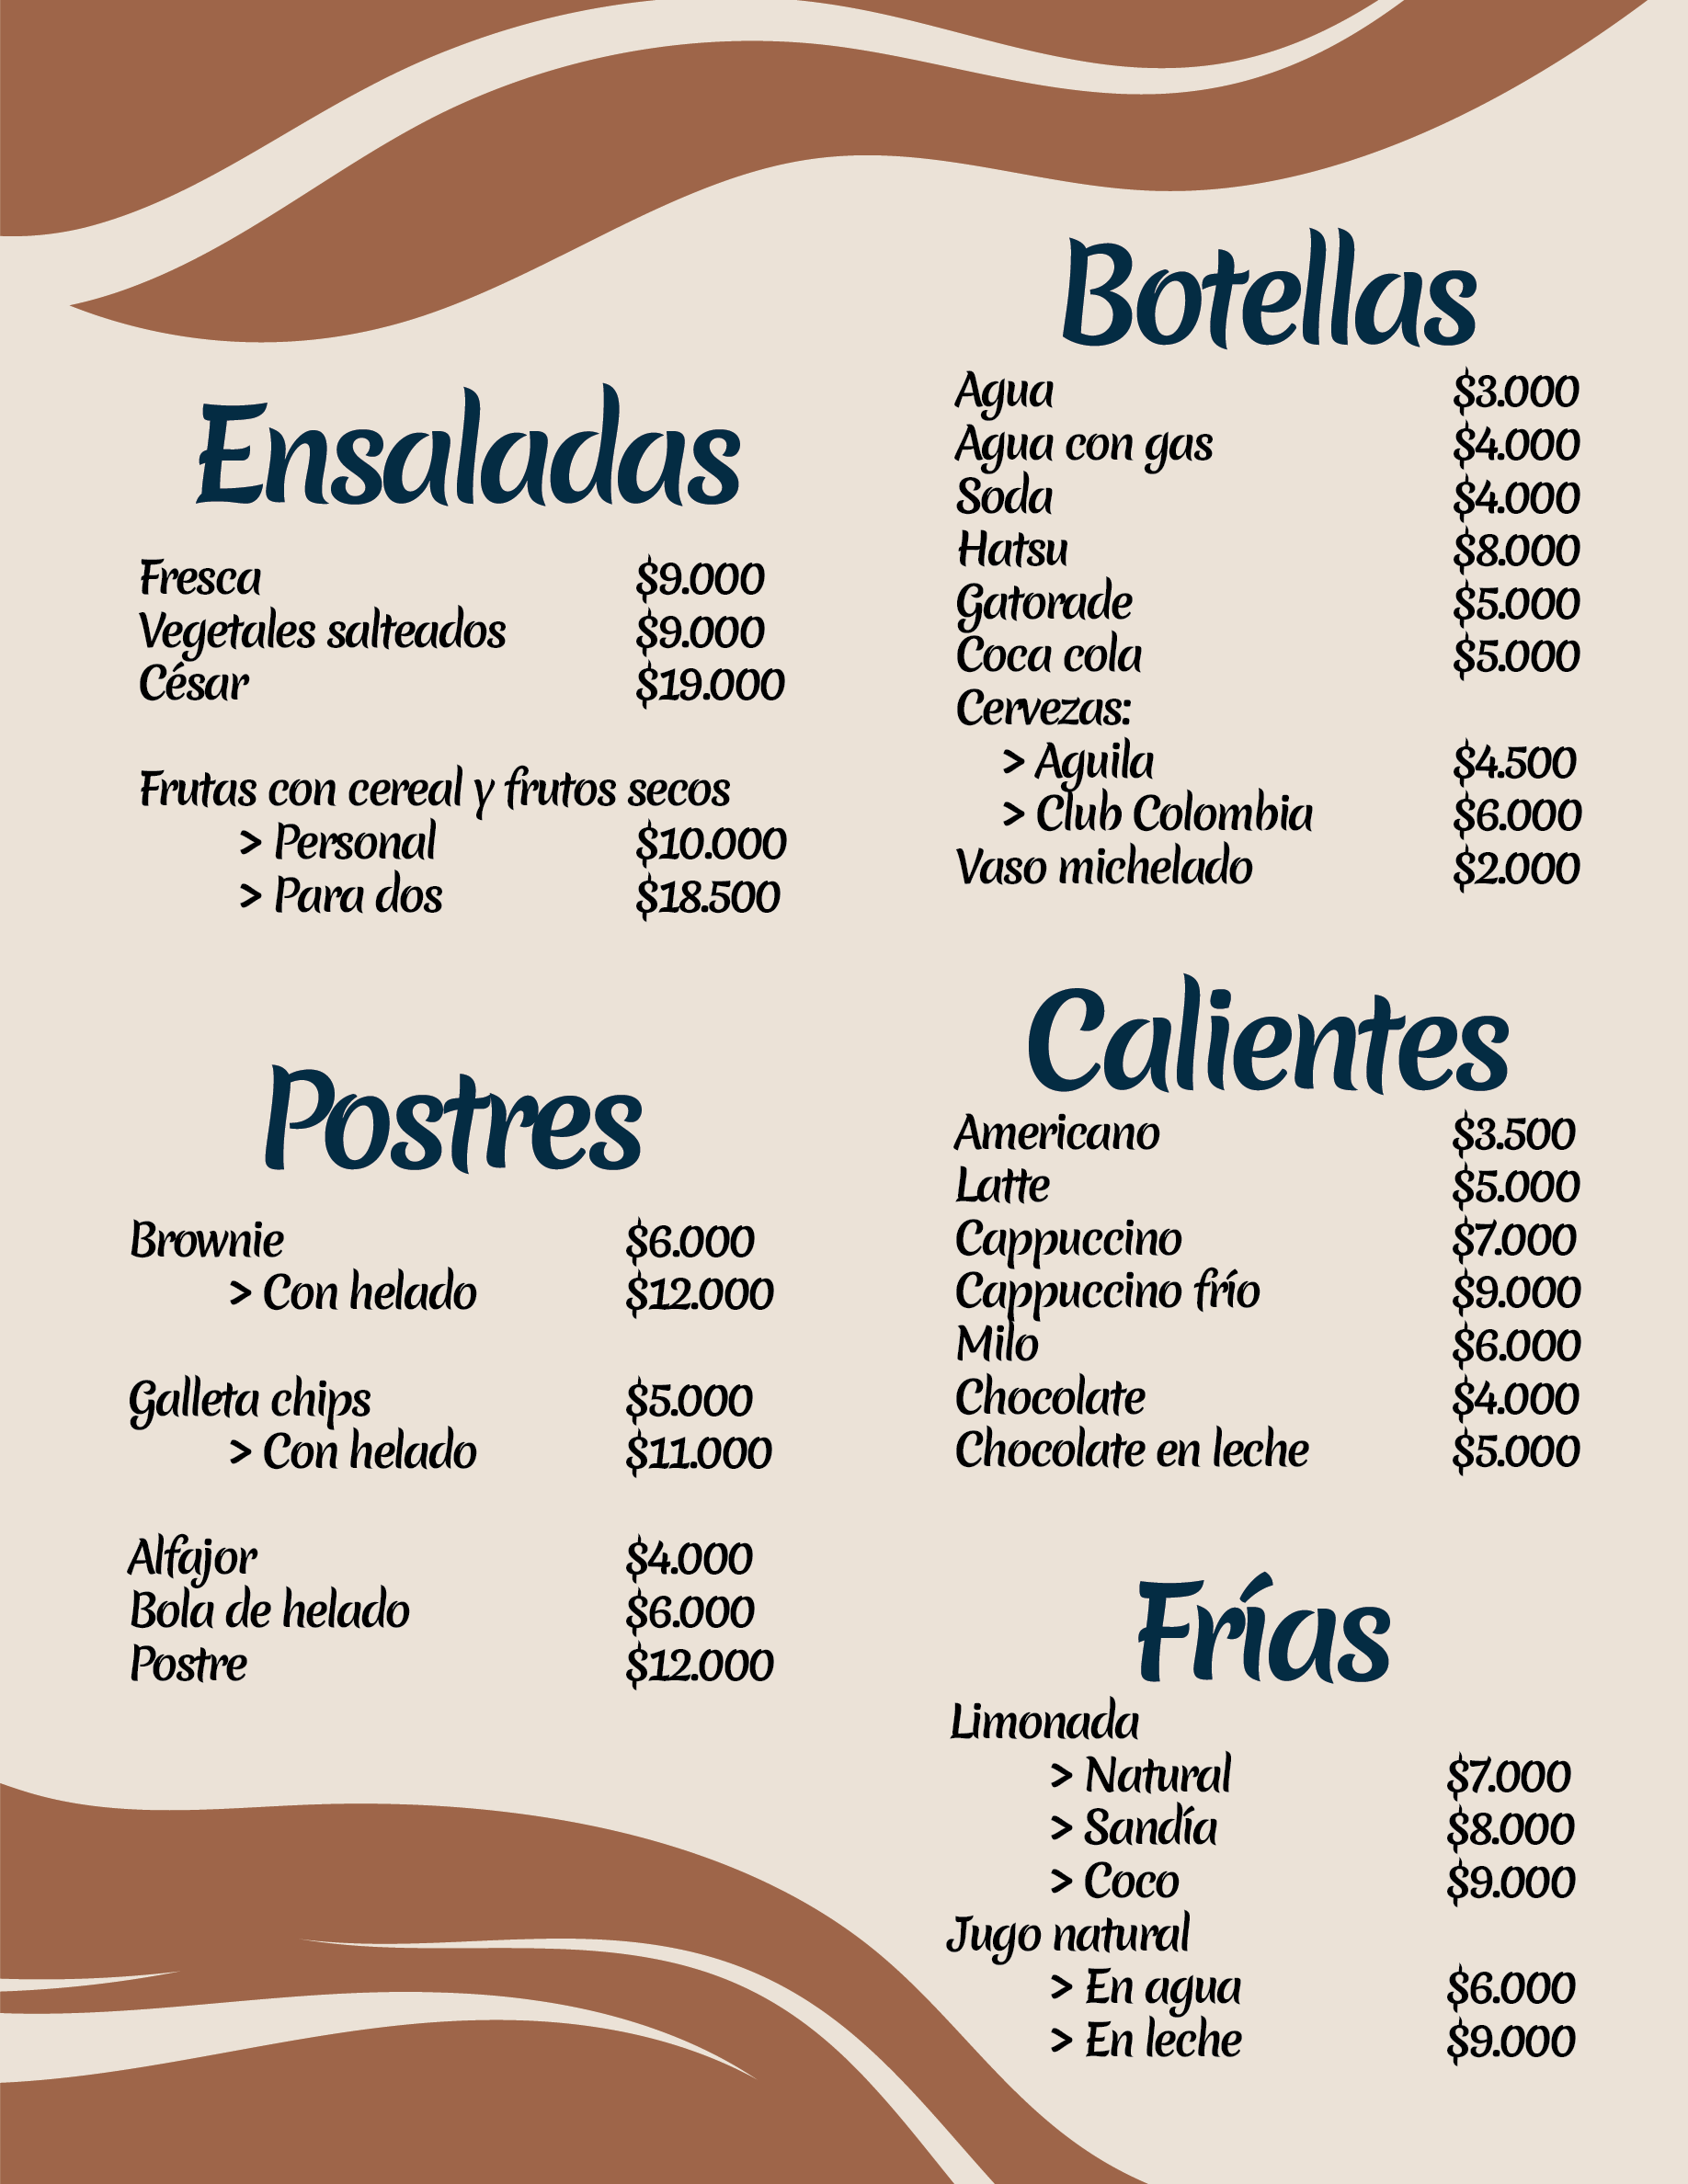 Ensaladas
Fresca $9.000
Vegetales salteados $9.000
César $19.000
Frutas con cereal y frutos secos
> Personal $10.000
> Para dos $18.500
Postres
Brownie $6.000
> Con helado $12.000
Galleta chips $5.000
> Con helado $11.000
Alfajor $4.000
Bola de helado $6.000
Postre $12.000
Botellas
Agua $3.000
Agua con gas $4.000
Soda $4.000
Hatsu $8.000
Gatorade $5.000
Coca cola $5.000
Cervezas:
> Aguila $4.500
> Club Colombia $6.000
Vaso michelado $2.000
Calientes
Americano $3.500
Latte $5.000
Cappuccino $7.000
Cappuccino frío $9.000
Milo $6.000
Chocolate $4.000
Chocolate en leche $5.000
Frías
Limonada
> Natural $7.000
> Sandía $8.000
> Coco $9.000
Jugo natural
> En agua $6.000
> En leche $9.000